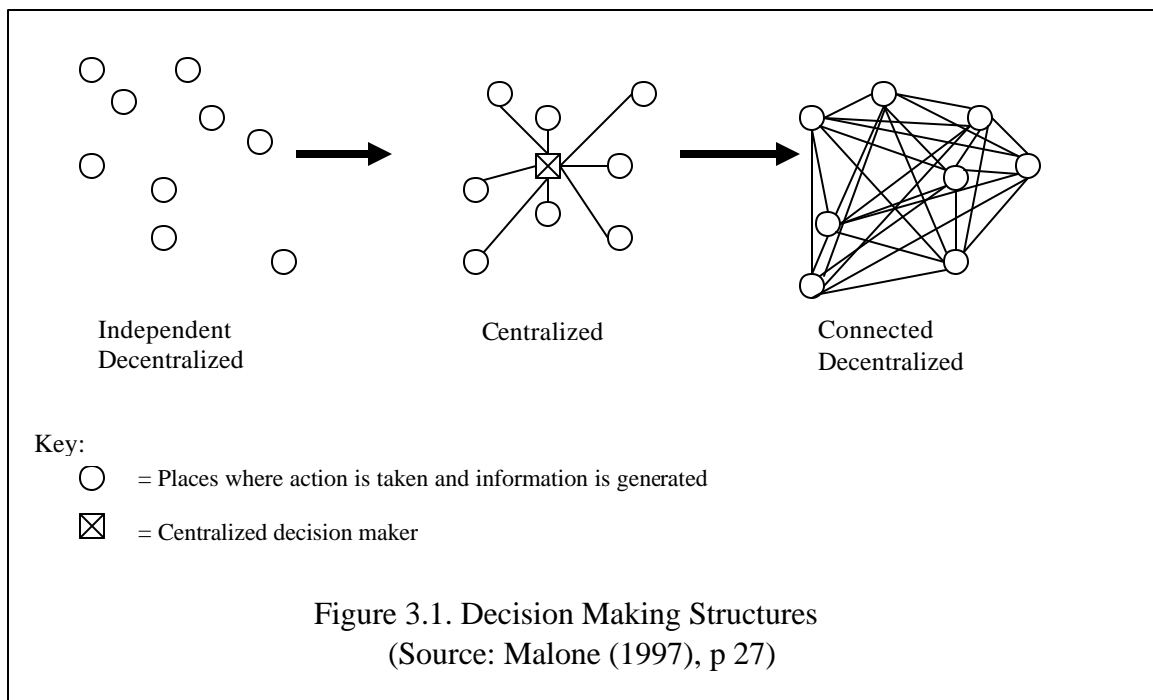 Independent
Decentralized
Centralized
Connected
Decentralized
Key:
= Places where action is taken and information is generated
= Centralized decision maker
Figure 3.1. Decision Making Structures
(Source: Malone (1997), p 27)